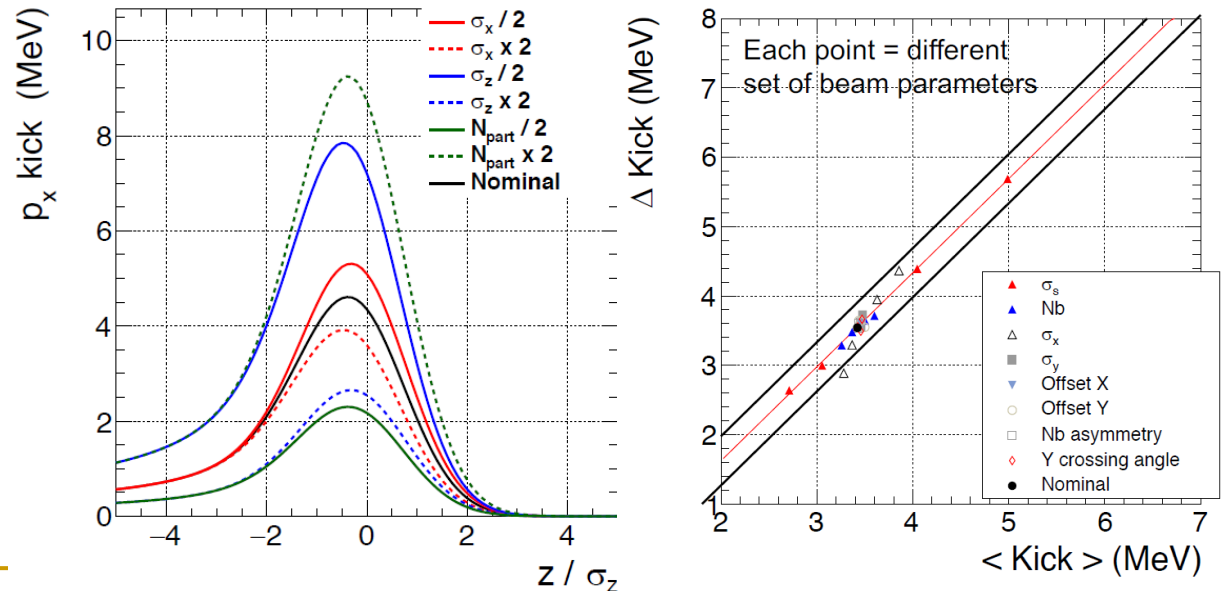 p_x kick (MeV)
10
8
6
4
2
0
−4
−2
0
2
4
z / σ_z
σ_x / 2
σ_x x 2
σ_z / 2
σ_z x 2
N_part / 2
N_part x 2
Nominal
Δ Kick (MeV)
8
7
6
5
4
3
2
1
2
3
4
5
6
7
< Kick > (MeV)
Each point = different
set of beam parameters
σ_s
Nb
σ_x
σ_y
Offset X
Offset Y
Nb asymmetry
Y crossing angle
Nominal